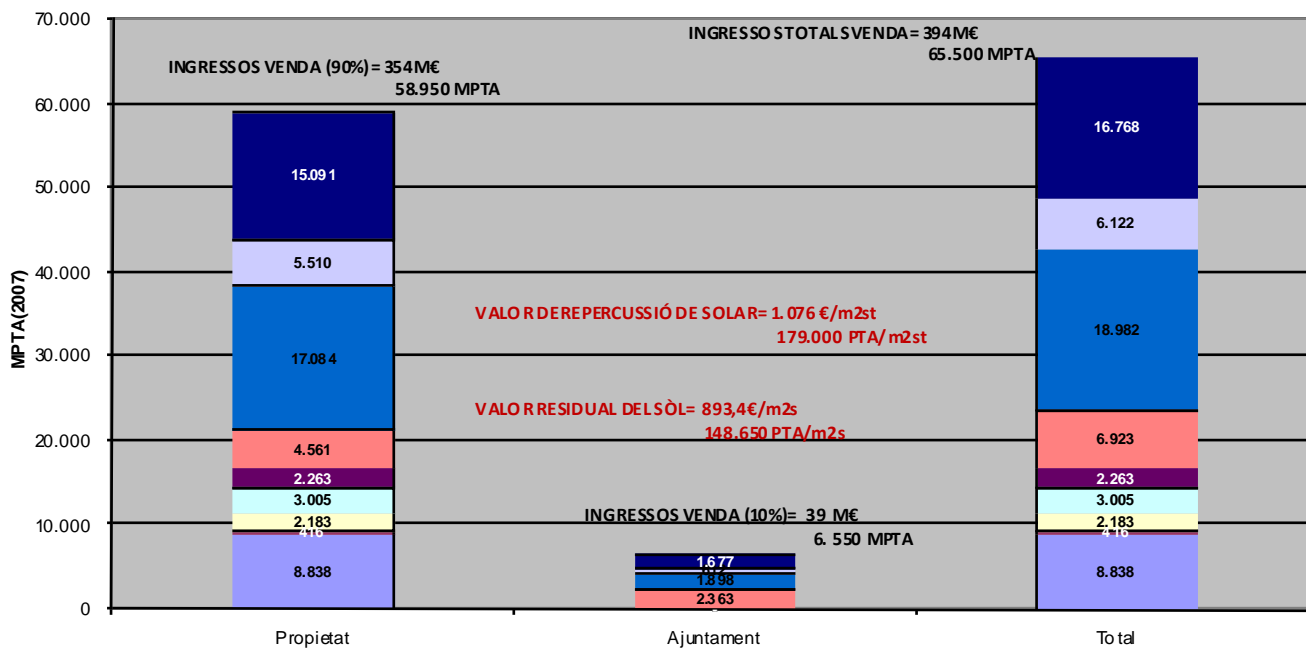 70.000
60.000
50.000
40.000
30.000
20.000
10.000
0
MPTA(2007)
INGRESSOS VENDA (90%) = 354M€
58.950 MPTA
INGRESSOS TOTALS VENDA = 394M€
65.500 MPTA
VALOR DE REPERCUSSIÓ DE SOLAR= 1.076 €/m2st
179.000 PTA/m2st
VALOR RESIDUAL DEL SÒL= 893,4€/m2s
148.650 PTA/m2s
INGRESSOS VENDA (10%)= 39 M€
6.550 MPTA
15.091
5.510
17.084
4.561
2.263
3.005
2.183
416
8.838
1.677
1.898
2.363
16.768
6.122
18.982
6.923
2.263
3.005
2.183
416
8.838
Propietat
Ajuntament
Total